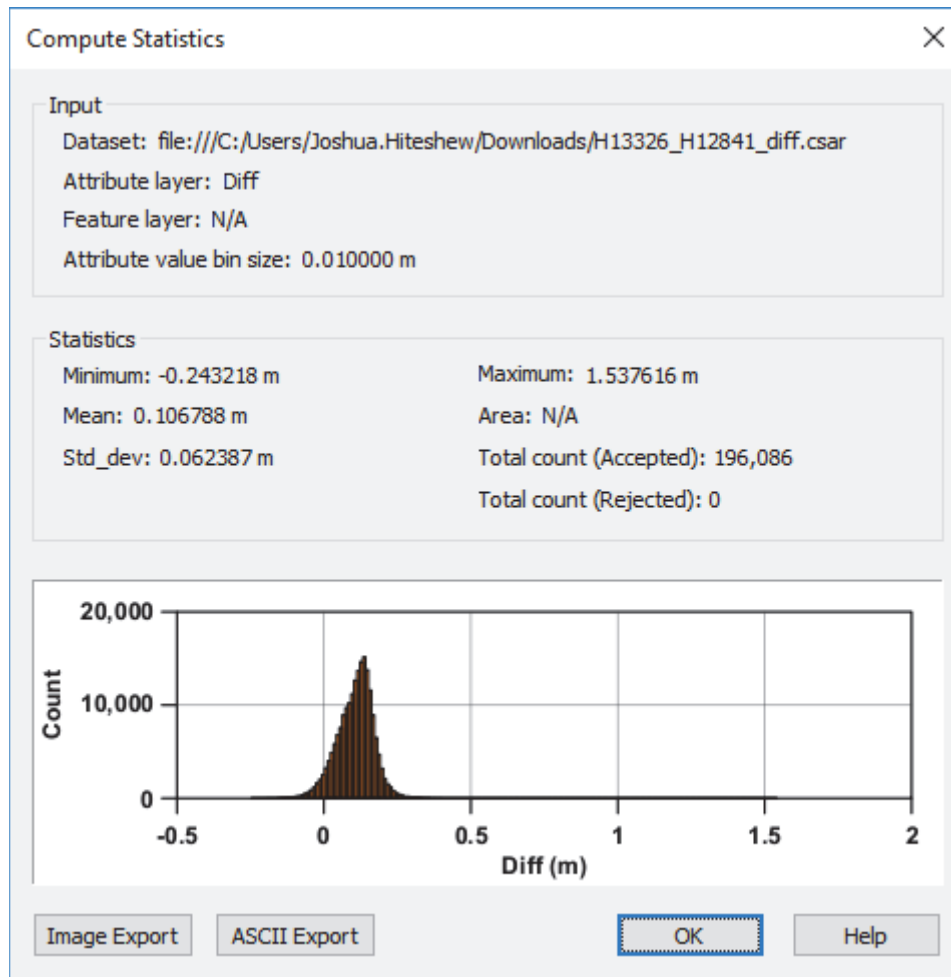 Compute Statistics
Input
Dataset: file:///C:/Users/Joshua.Hiteshew/Downloads/H13326_H12841_diff.csar
Attribute layer: Diff
Feature layer: N/A
Attribute value bin size: 0.010000 m
Statistics
Minimum: -0.243218 m
Maximum: 1.537616 m
Mean: 0.106788 m
Area: N/A
Std_dev: 0.062387 m
Total count (Accepted): 196,086
Total count (Rejected): 0
20,000
10,000
0
Count
-0.5 0 0.5 1 1.5 2
Diff (m)
Image Export ASCII Export OK Help